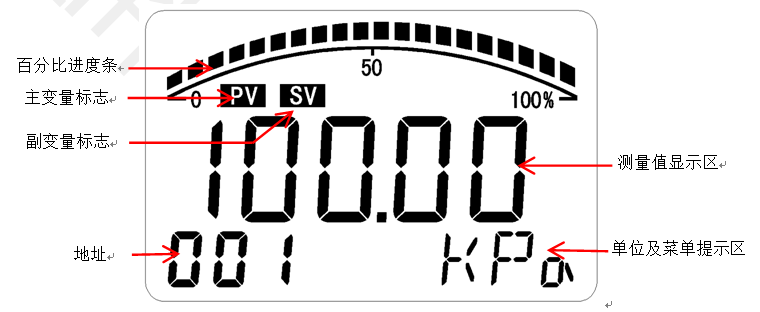 百分比进度条
50
主变量标志
0
PV
SV
100%
副变量标志
100.00
测量值显示区
地址
001
KPa
单位及菜单提示区